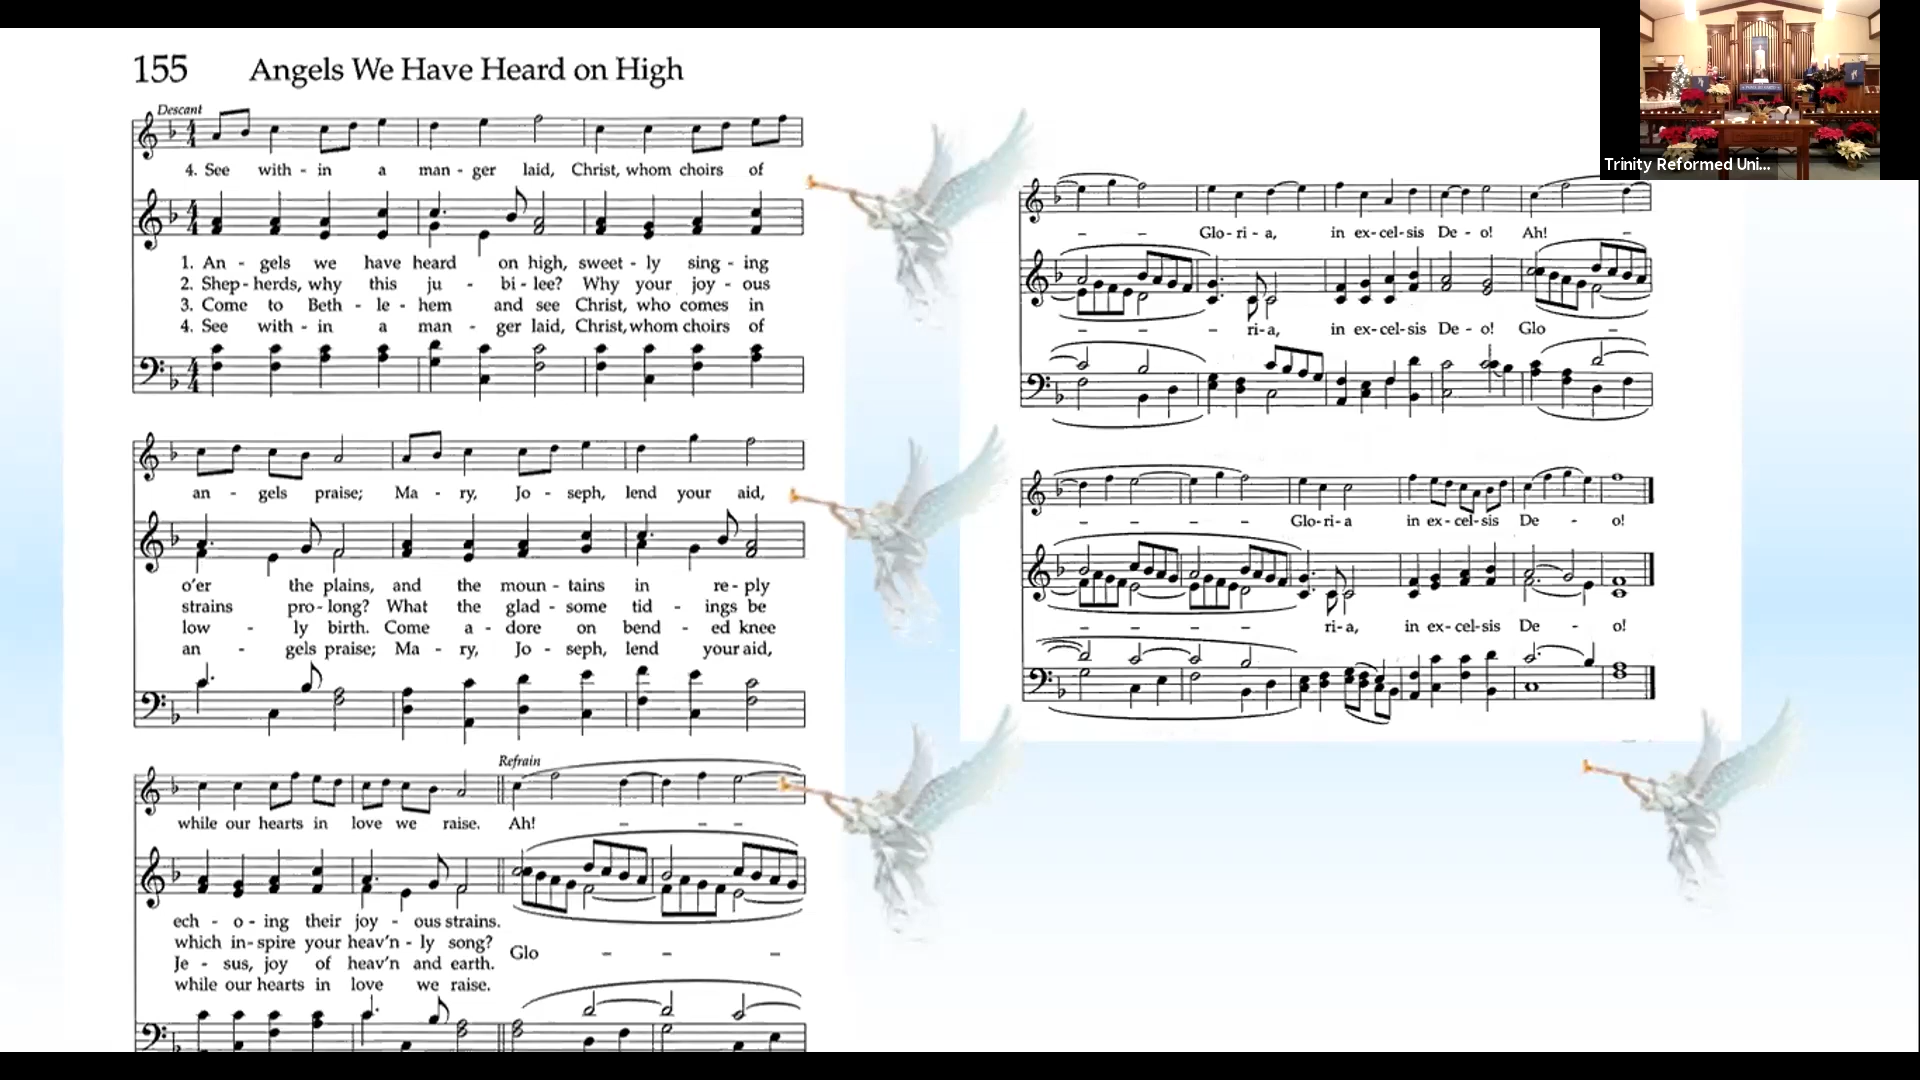 155 Angels We Have Heard on High
Descant
4. See with - in a man - ger laid, Christ, whom choirs of
1. An - gels we have heard on high, sweet - ly sing - ing
2. Shep - herds, why this ju - bi - lee? Why your joy - ous
3. Come to Beth - le - hem and see Christ, who comes in
4. See with - in a man - ger laid, Christ, whom choirs of
an - gels praise; Ma - ry, Jo - seph, lend your aid,
o'er the plains, and the moun - tains in re - ply
strains pro - long? What the glad - some tid - ings be
low - ly birth. Come a - dore on bend - ed knee
an - gels praise; Ma - ry, Jo - seph, lend your aid,
Refrain
while our hearts in love we raise. Ah! - - -
ech - o - ing their joy - ous strains.
which in - spire your heav'n - ly song?
Glo - - -
Je - sus, joy of heav'n and earth.
while our hearts in love we raise.
- - Glo - ri - a, in ex - cel - sis De - o! Ah! -
- - - ri - a, in ex - cel - sis De - o! Glo -
- - - - Glo - ri - a in ex - cel - sis De - o!
- - - - ri - a, in ex - cel - sis De - o!
Trinity Reformed Uni...